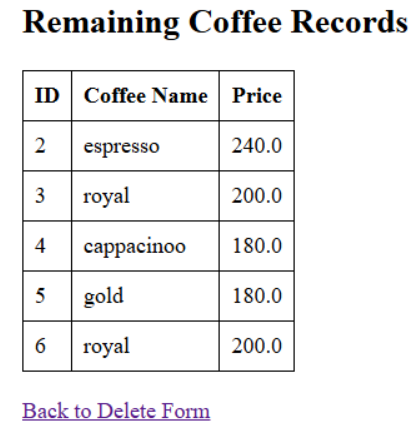 Remaining Coffee Records
ID Coffee Name Price
2 espresso 240.0
3 royal 200.0
4 cappacinoo 180.0
5 gold 180.0
6 royal 200.0
Back to Delete Form